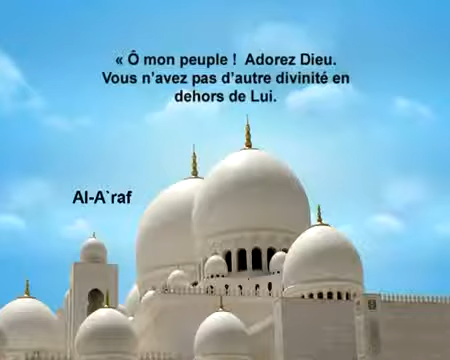 « Ô mon peuple ! Adorez Dieu.
Vous n’avez pas d’autre divinité en
dehors de Lui.
Al-A`raf